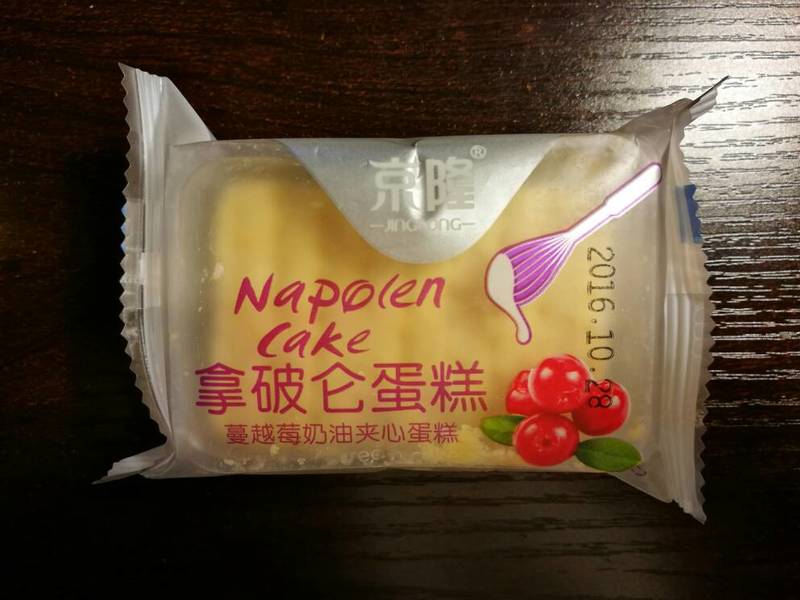 京隆®
JINGLONG
Napolen
Cake
拿破仑蛋糕
蔓越莓奶油夹心蛋糕
2016.10.28